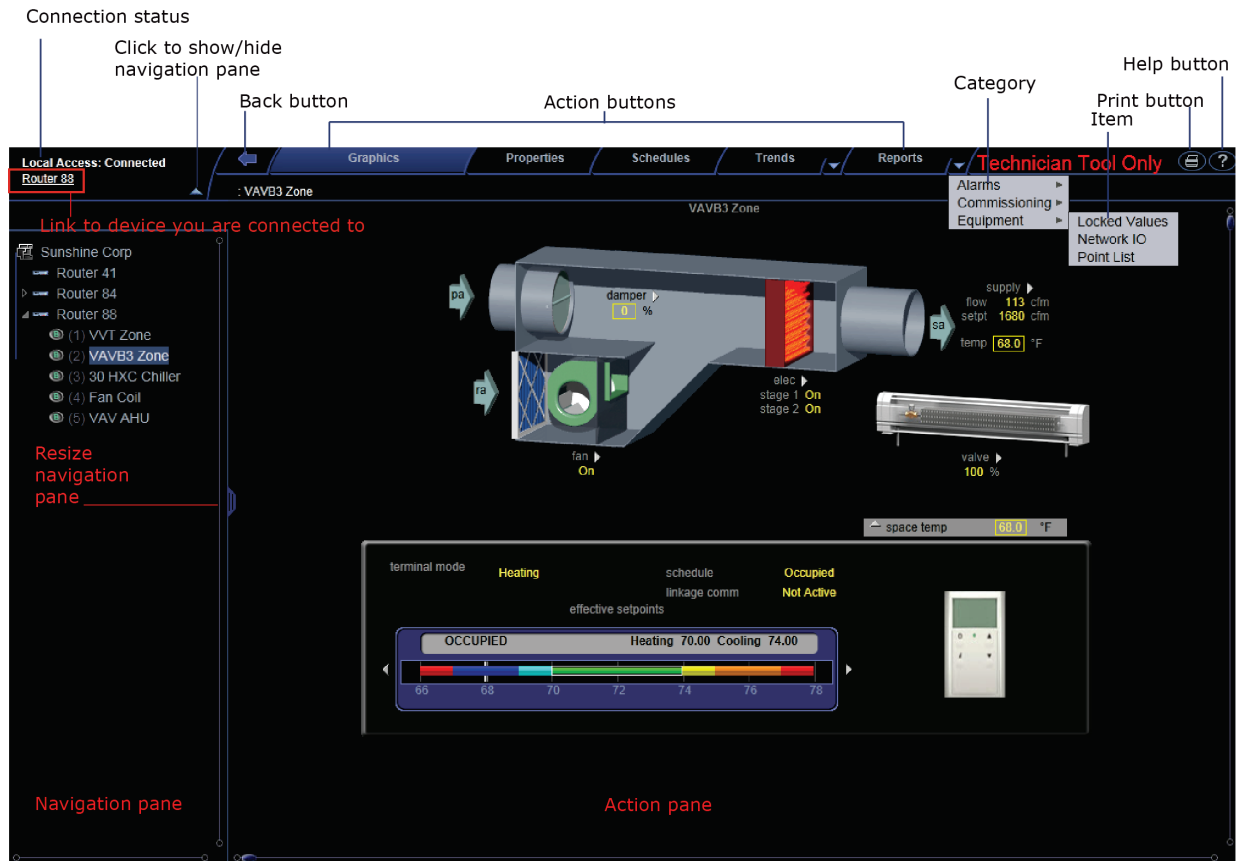 Connection status
Click to show/hide
navigation pane
Back button
Action buttons
Category
Help button
Print button
Item
Local Access: Connected
Router 88
Graphics
Properties
Schedules
Trends
Reports
Technician Tool Only
?
: VAVB3 Zone
Link to device you are connected to
VAVB3 Zone
Alarms
Commissioning
Equipment
Locked Values
Network IO
Point List
Sunshine Corp
Router 41
Router 84
Router 88
(1) VVT Zone
(2) VAVB3 Zone
(3) 30 HXC Chiller
(4) Fan Coil
(5) VAV AHU
Resize
navigation
pane
Navigation pane
pa
damper
0 %
supply
flow 113 cfm
setpt 1680 cfm
sa
temp 68.0 °F
ra
elec
stage 1 On
stage 2 On
fan
On
valve
100 %
space temp 68.0 °F
terminal mode Heating
schedule Occupied
linkage comm Not Active
effective setpoints
OCCUPIED Heating 70.00 Cooling 74.00
66 68 70 72 74 76 78
Action pane